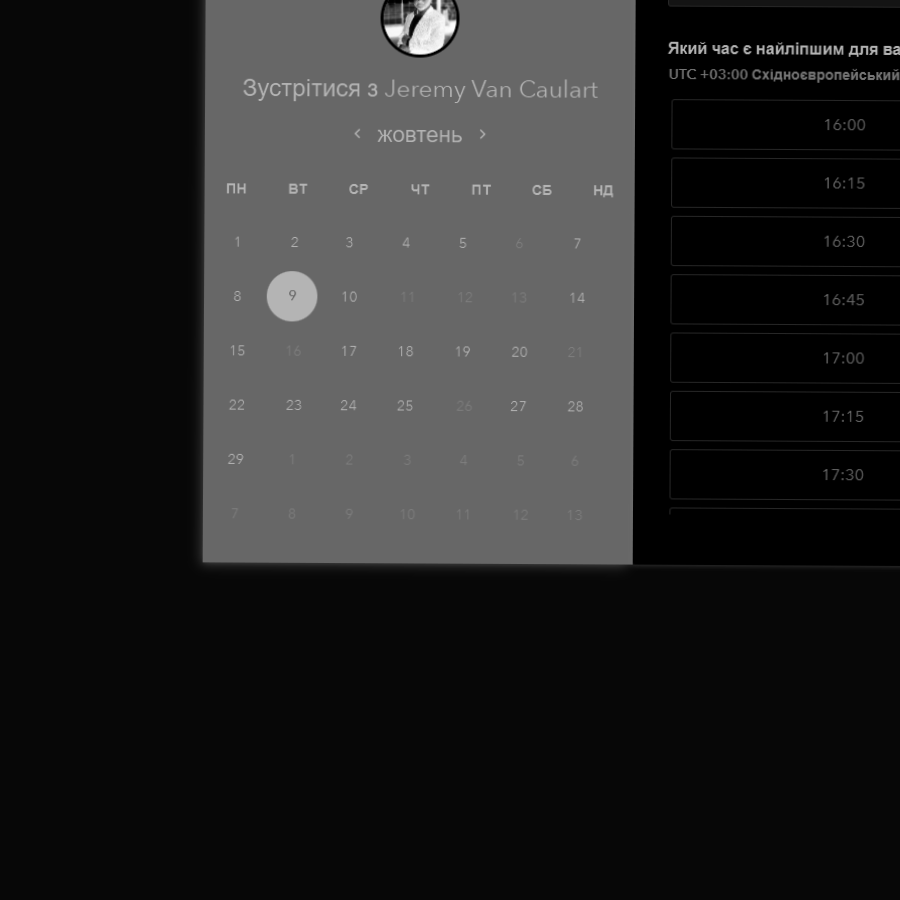 Зустрітися з Jeremy Van Caulart
жовтень
ПН ВТ СР ЧТ ПТ СБ НД
1 2 3 4 5 6 7
8 9 10 11 12 13 14
15 16 17 18 19 20 21
22 23 24 25 26 27 28
29 1 2 3 4 5 6
7 8 9 10 11 12 13
Який час є найліпшим для ва
UTC +03:00 Східноєвропейський
16:00
16:15
16:30
16:45
17:00
17:15
17:30